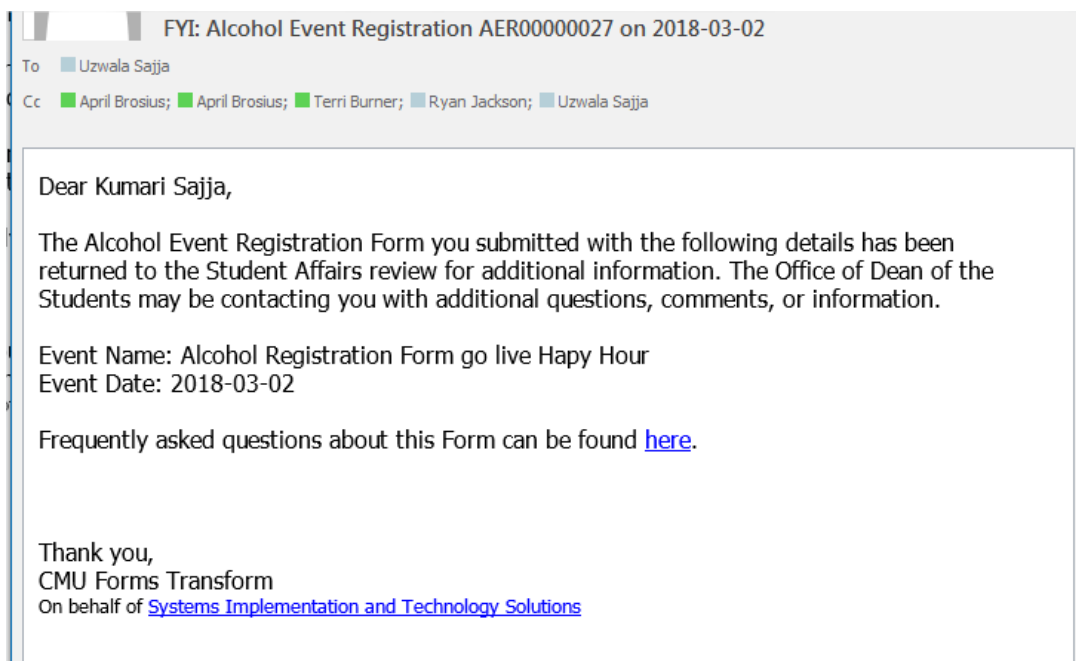 FYI: Alcohol Event Registration AER00000027 on 2018-03-02
To Uzwala Sajja
Cc April Brosius; April Brosius; Terri Burner; Ryan Jackson; Uzwala Sajja
Dear Kumari Sajja,
The Alcohol Event Registration Form you submitted with the following details has been
returned to the Student Affairs review for additional information. The Office of Dean of the
Students may be contacting you with additional questions, comments, or information.
Event Name: Alcohol Registration Form go live Hapy Hour
Event Date: 2018-03-02
Frequently asked questions about this Form can be found here.
Thank you,
CMU Forms Transform
On behalf of Systems Implementation and Technology Solutions